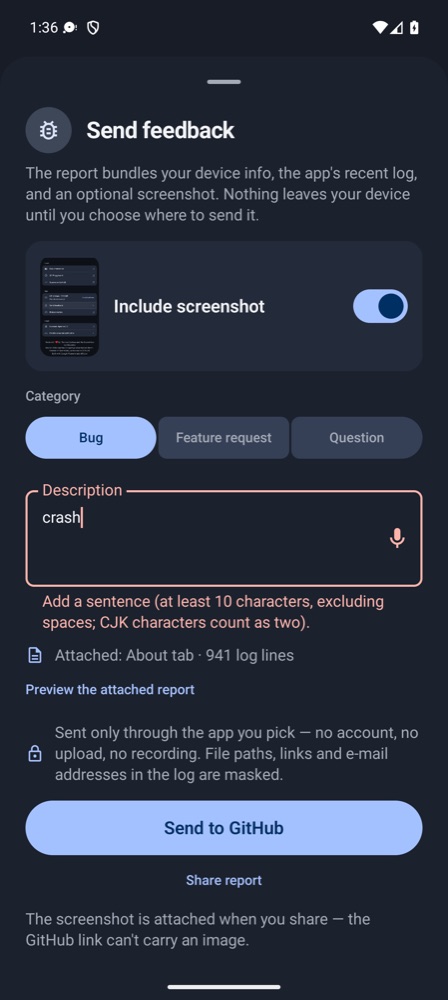 1:36
Send feedback
The report bundles your device info, the app's recent log,
and an optional screenshot. Nothing leaves your device
until you choose where to send it.
Include screenshot
Category
Bug
Feature request
Question
Description
crash
Add a sentence (at least 10 characters, excluding
spaces; CJK characters count as two).
Attached: About tab · 941 log lines
Preview the attached report
Sent only through the app you pick — no account, no
upload, no recording. File paths, links and e-mail
addresses in the log are masked.
Send to GitHub
Share report
The screenshot is attached when you share — the
GitHub link can't carry an image.